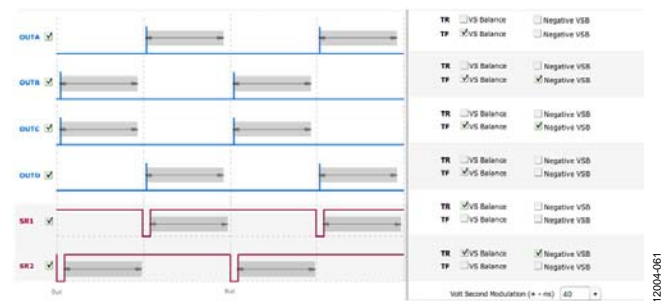 OUTA
TR VS Balance Negative VSB
TF VS Balance Negative VSB
OUTB
TR VS Balance Negative VSB
TF VS Balance Negative VSB
OUTC
TR VS Balance Negative VSB
TF VS Balance Negative VSB
OUTD
TR VS Balance Negative VSB
TF VS Balance Negative VSB
SR1
TR VS Balance Negative VSB
TF VS Balance Negative VSB
SR2
TR VS Balance Negative VSB
TF VS Balance Negative VSB
0us
Volt Second Modulation (+ - ns) 40
12004-061